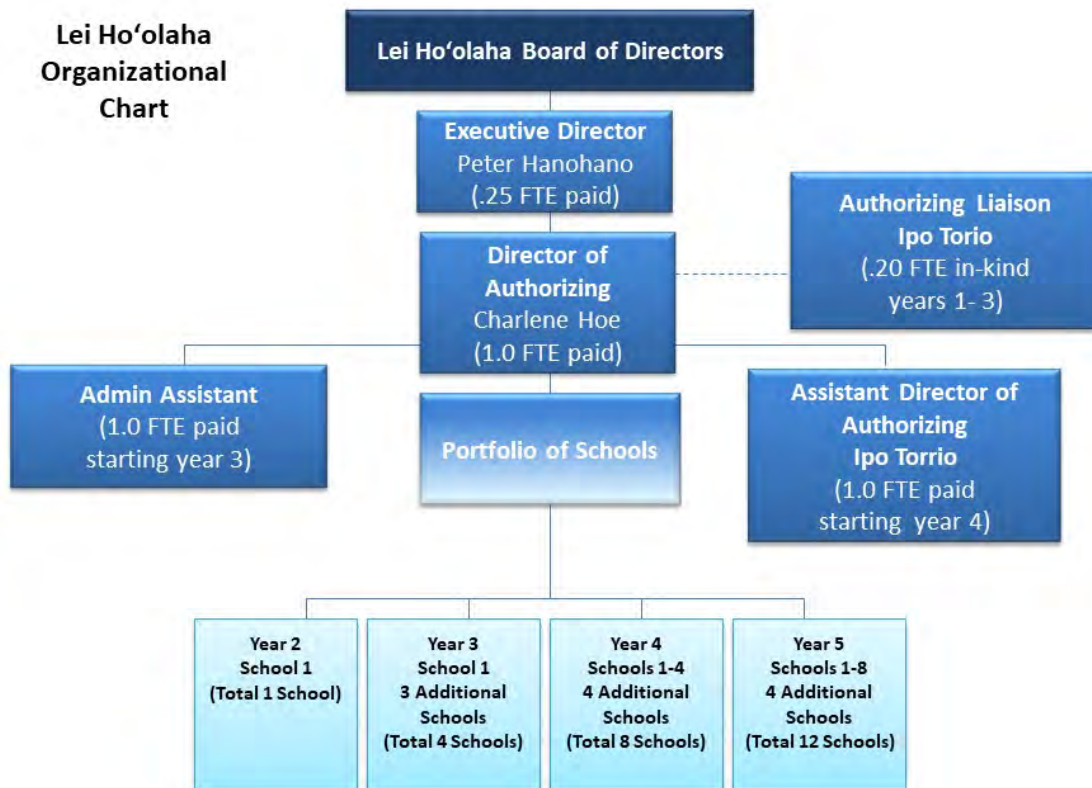 Lei Ho‘olaha
Organizational
Chart
Lei Ho‘olaha Board of Directors
Executive Director
Peter Hanohano
(.25 FTE paid)
Authorizing Liaison
Ipo Torio
(.20 FTE in-kind
years 1- 3)
Director of
Authorizing
Charlene Hoe
(1.0 FTE paid)
Admin Assistant
(1.0 FTE paid
starting year 3)
Portfolio of Schools
Assistant Director of
Authorizing
Ipo Torrio
(1.0 FTE paid
starting year 4)
Year 2
School 1
(Total 1 School)
Year 3
School 1
3 Additional
Schools
(Total 4 Schools)
Year 4
Schools 1-4
4 Additional
Schools
(Total 8 Schools)
Year 5
Schools 1-8
4 Additional
Schools
(Total 12 Schools)